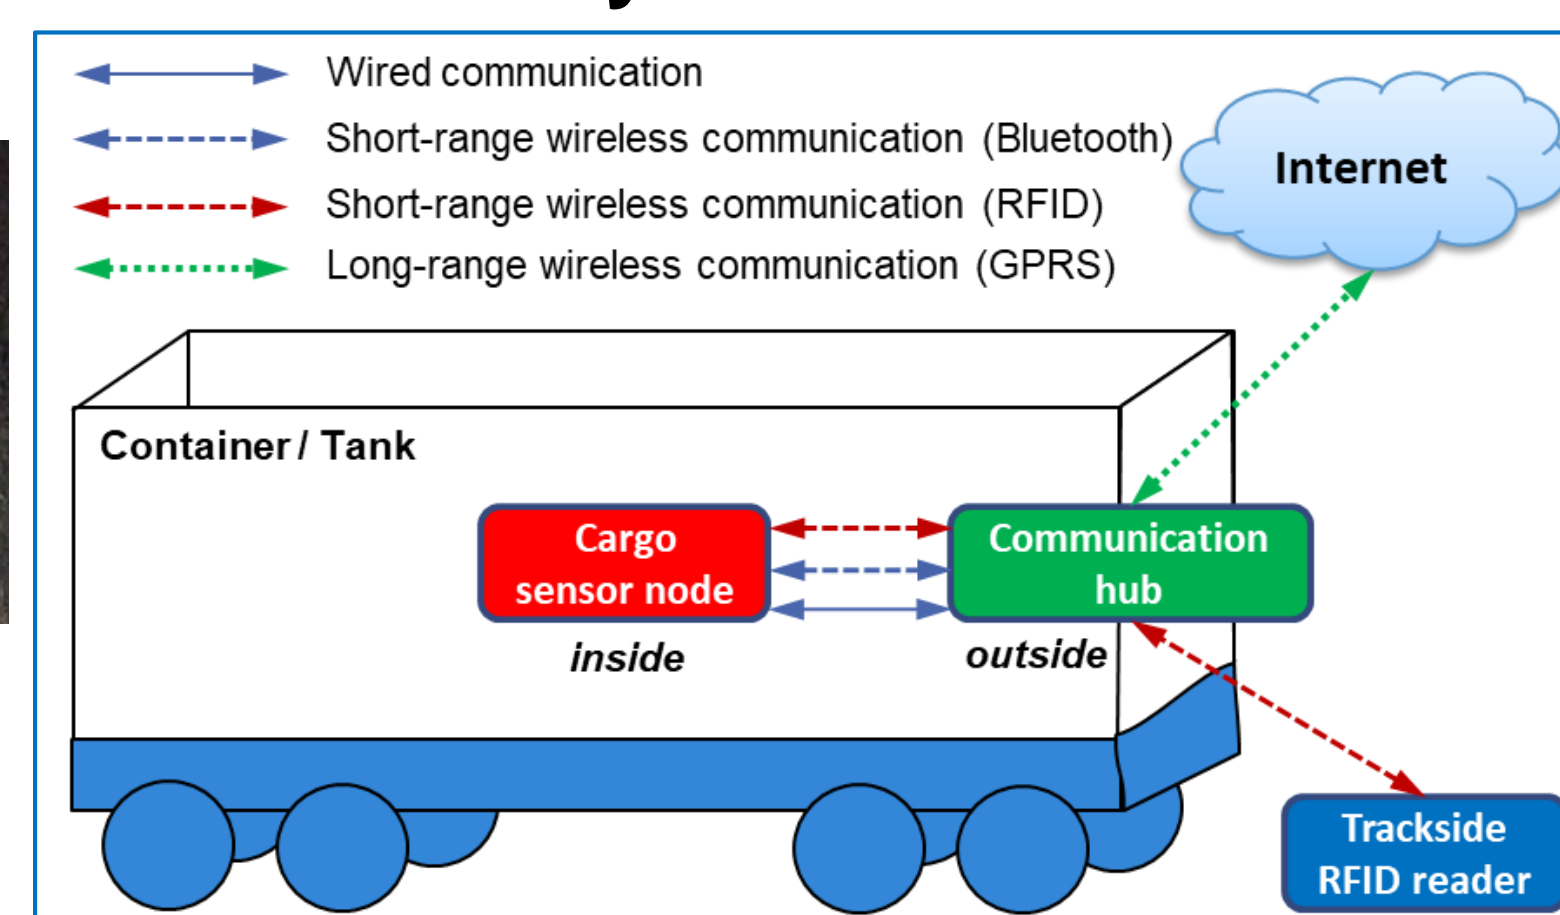 Wired communication
Short-range wireless communication (Bluetooth)
Short-range wireless communication (RFID)
Long-range wireless communication (GPRS)
Internet
Container / Tank
Cargo
sensor node
Communication
hub
inside
outside
Trackside
RFID reader